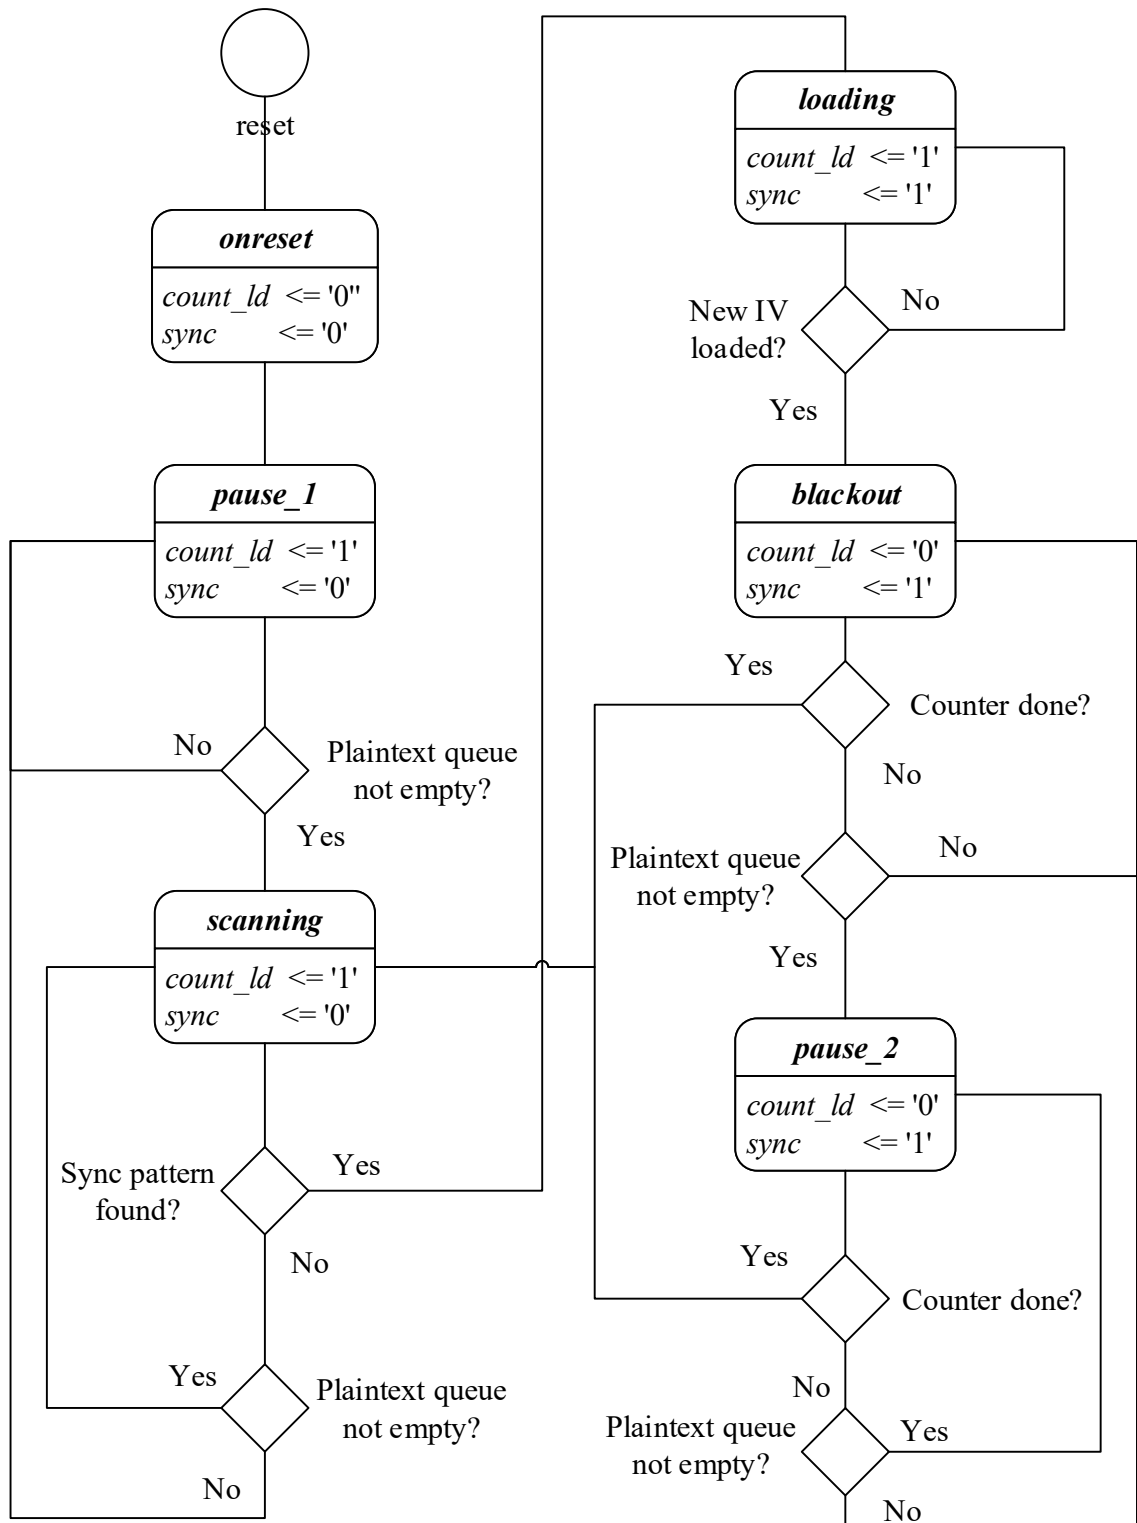 reset
onreset
count_ld <= '0"
sync <= '0'
pause_1
count_ld <= '1'
sync <= '0'
No
Plaintext queue
not empty?
Yes
scanning
count_ld <= '1'
sync <= '0'
Sync pattern
found?
Yes
No
Yes
Plaintext queue
not empty?
No
loading
count_ld <= '1'
sync <= '1'
New IV
loaded?
No
Yes
blackout
count_ld <= '0'
sync <= '1'
Yes
Counter done?
No
Plaintext queue
not empty?
No
Yes
pause_2
count_ld <= '0'
sync <= '1'
Yes
Counter done?
No
Plaintext queue
not empty?
Yes
No